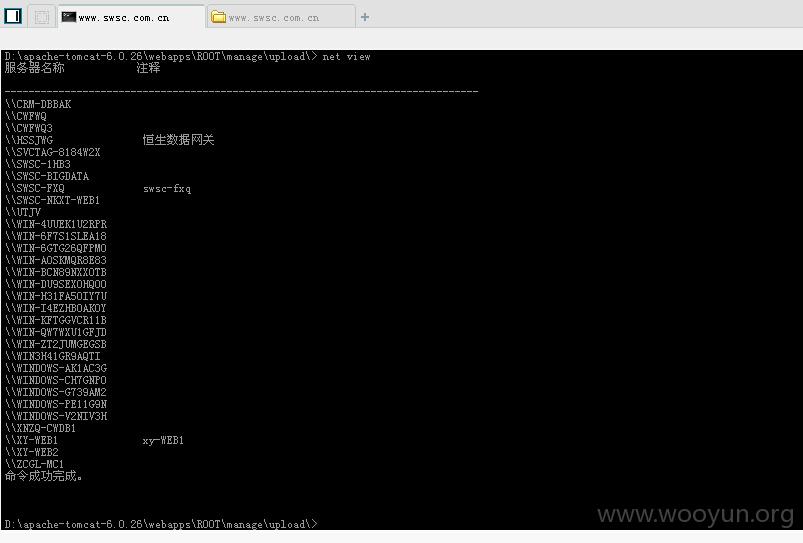 www.swsc.com.cn www.swsc.com.cn
D:\apache-tomcat-6.0.26\webapps\ROOT\manage\upload\> net view
服务器名称 注释
-------------------------------------------------------------------------------
\\CRM-DBBAK
\\CWFWQ
\\CWFWQ3
\\HSSJWG 恒生数据网关
\\SVCTAG-8184W2X
\\SWSC-1HB3
\\SWSC-BIGDATA
\\SWSC-FXQ swsc-fxq
\\SWSC-NKXT-WEB1
\\UTJV
\\WIN-4UUEK1U2RPR
\\WIN-6F7S1SLEA18
\\WIN-6GTG26QFPMO
\\WIN-AOSKMQR8E83
\\WIN-BCN89NXXOTB
\\WIN-DU9SEXOHQOO
\\WIN-H31FA5OIY7U
\\WIN-I4EZHBOAKOY
\\WIN-KFTGGVCR11B
\\WIN-QW7WXU1GFJD
\\WIN-ZT2JUMGEGSB
\\WIN3H41GR9AQTI
\\WINDOWS-AK1AC3G
\\WINDOWS-CH7GNPO
\\WINDOWS-G739AM2
\\WINDOWS-PE11G9N
\\WINDOWS-V2NIV3H
\\XNZQ-CWDB1
\\XY-WEB1 xy-WEB1
\\XY-WEB2
\\ZCGL-MC1
命令成功完成。
D:\apache-tomcat-6.0.26\webapps\ROOT\manage\upload\>
www.wooyun.org